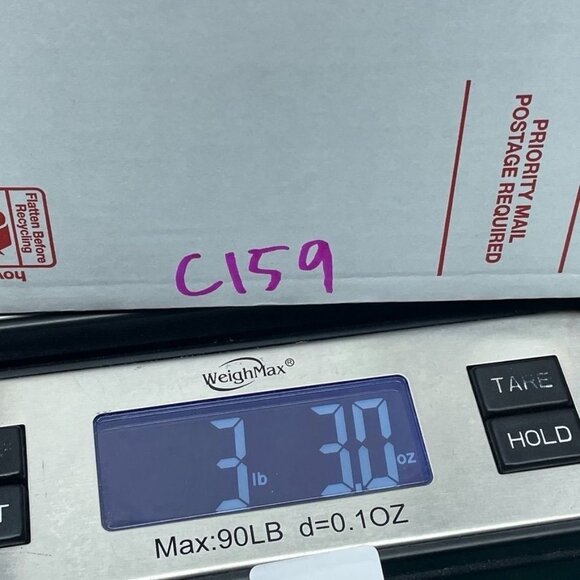 PRIORITY MAIL
POSTAGE REQUIRED
Flatten Before
Recycling
how
C159
WeighMax®
3 lb 3.0 oz
TARE
HOLD
T
Max:90LB d=0.1OZ